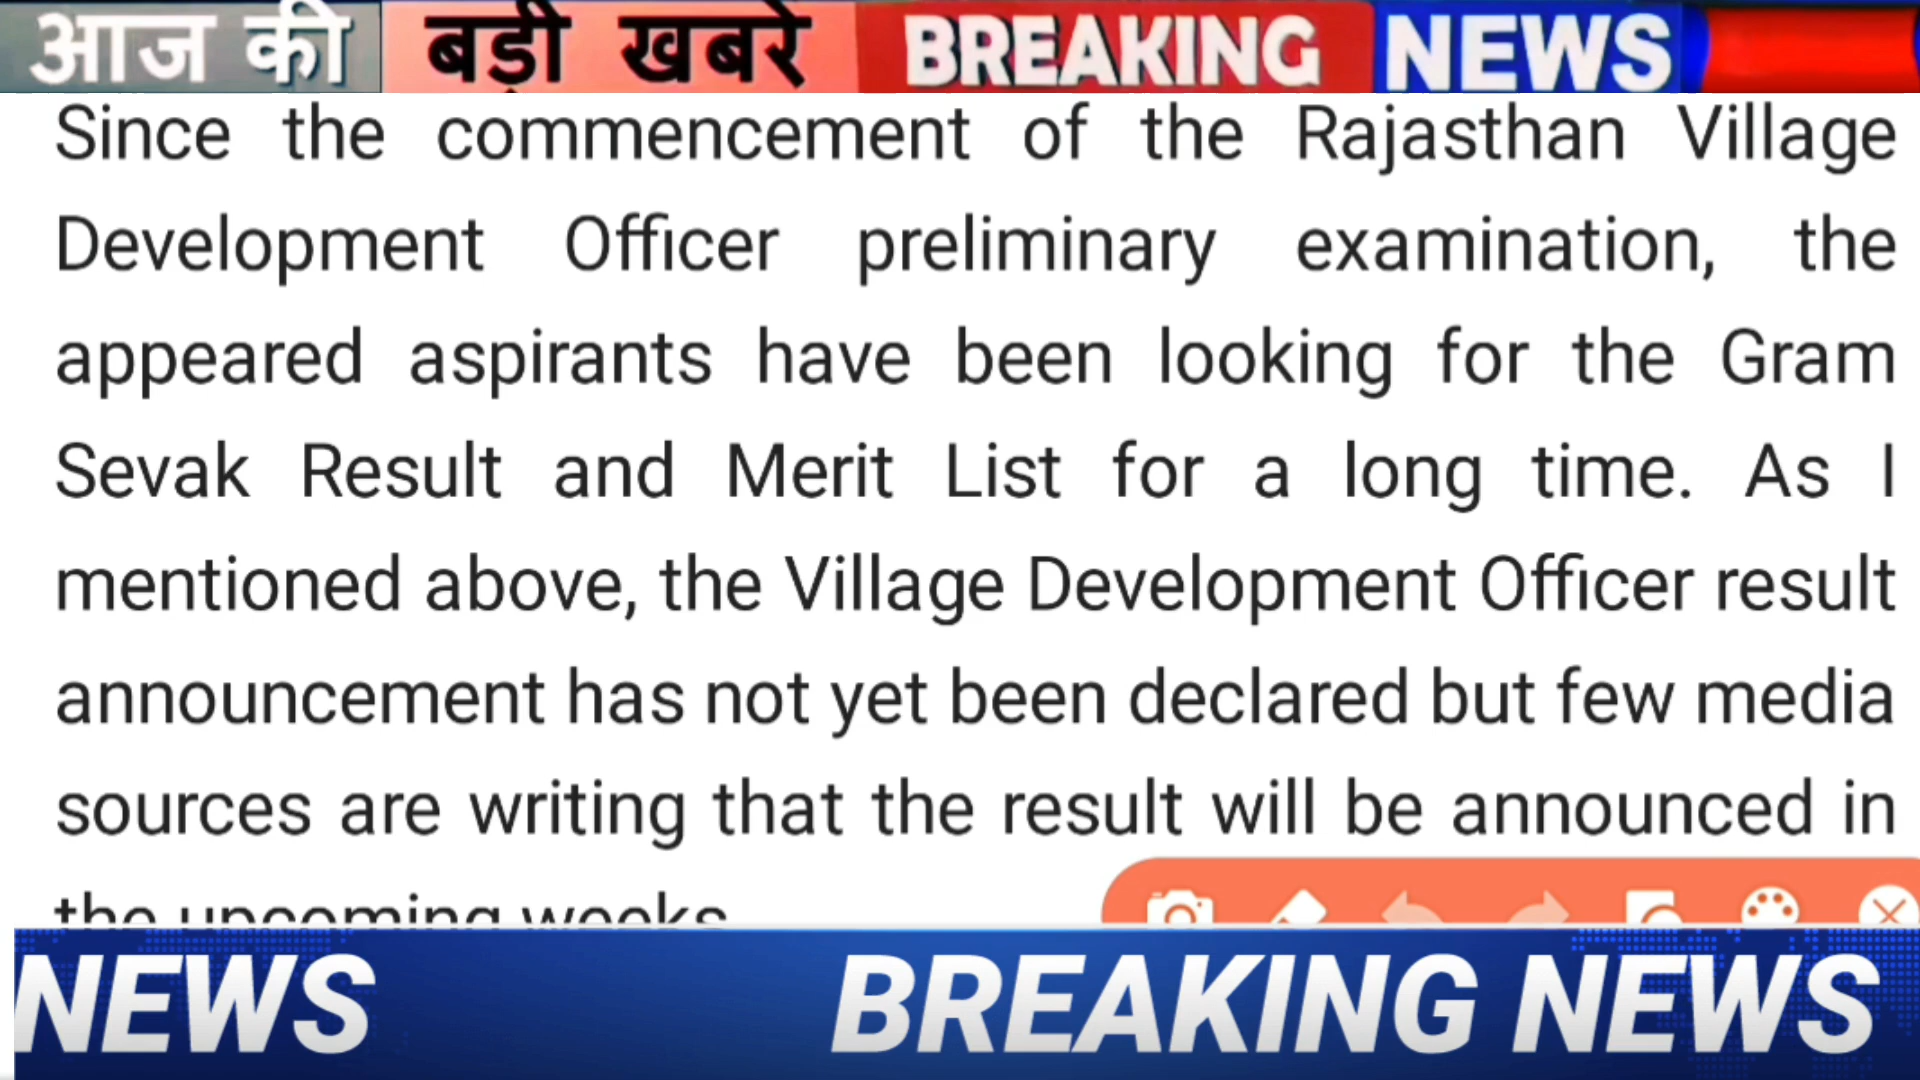 आज की बड़ी खबरे BREAKING NEWS
Since the commencement of the Rajasthan Village
Development Officer preliminary examination, the
appeared aspirants have been looking for the Gram
Sevak Result and Merit List for a long time. As I
mentioned above, the Village Development Officer result
announcement has not yet been declared but few media
sources are writing that the result will be announced in
the upcoming weeks
NEWS BREAKING NEWS